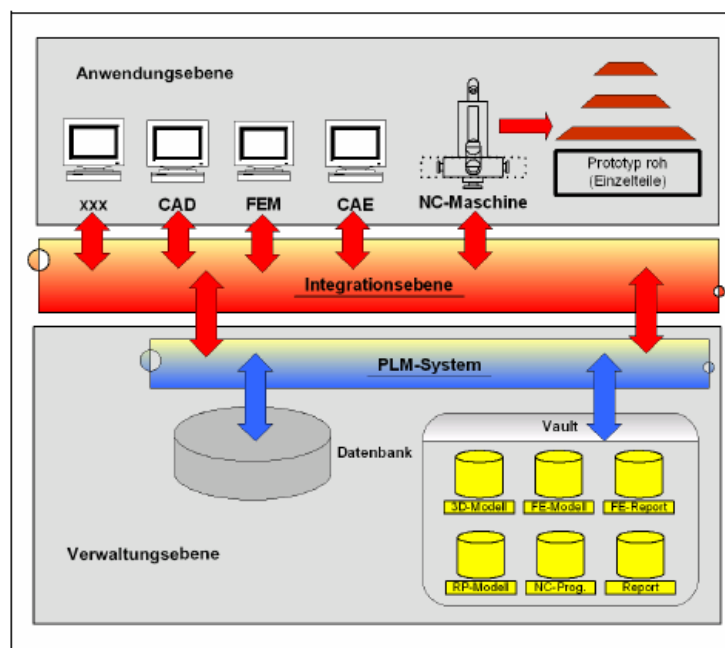 Anwendungsebene
xxx
CAD
FEM
CAE
NC-Maschine
Prototyp roh
(Einzelteile)
Integrationsebene
PLM-System
Datenbank
Vault
3D-Modell
FE-Modell
FE-Report
RP-Modell
NC-Prog.
Report
Verwaltungsebene